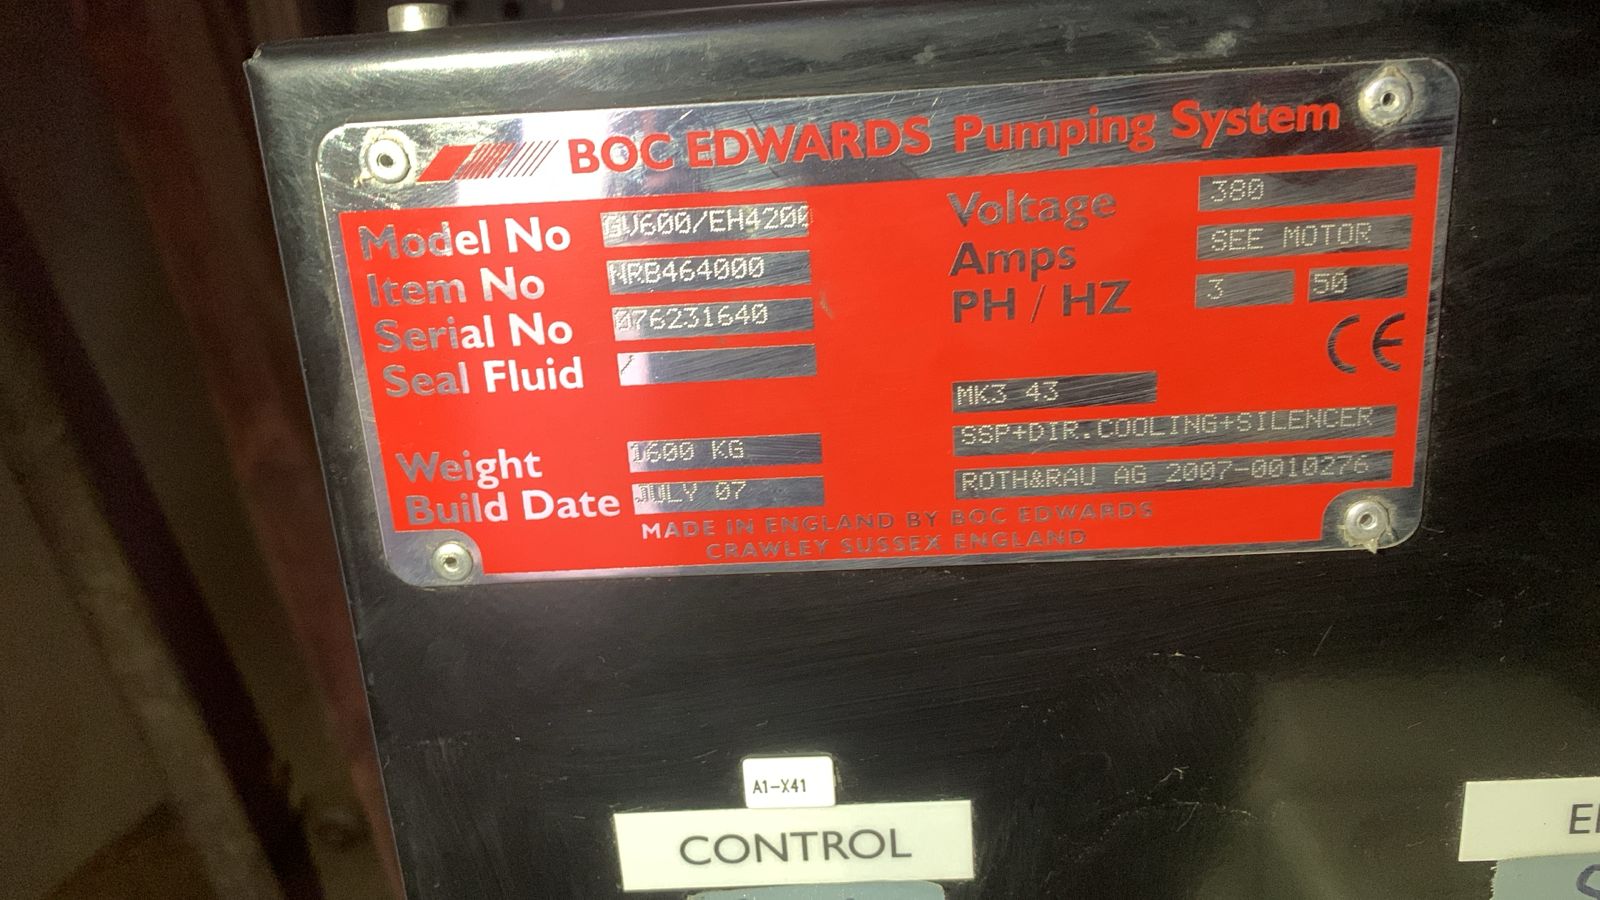 BOC EDWARDS Pumping System
Model No GV600/EH4200
Item No NRB464000
Serial No 076231640
Seal Fluid /
Weight 1600 KG
Build Date JULY 07
Voltage 380
Amps SEE MOTOR
PH / HZ 3 50
CE
MK3 43
SSP+DIR.COOLING+SILENCER
ROTH&RAU AG 2007-0010276
MADE IN ENGLAND BY BOC EDWARDS
CRAWLEY SUSSEX ENGLAND
A1-X41
CONTROL